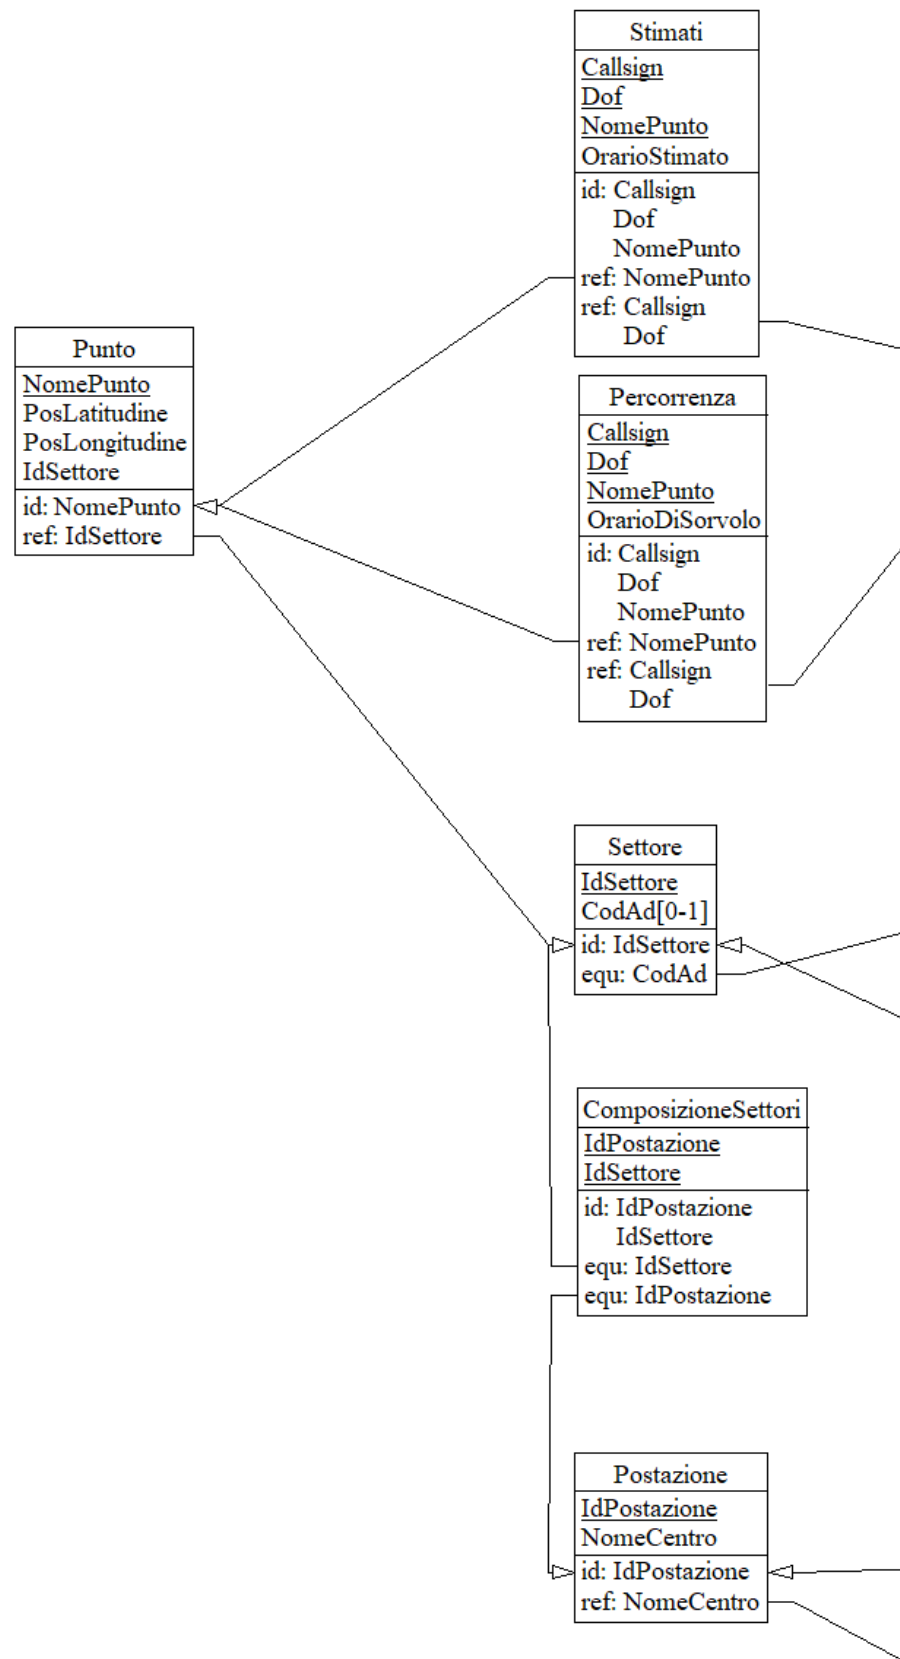 Stimati
Callsign
Dof
NomePunto
OrarioStimato
id: Callsign
Dof
NomePunto
ref: NomePunto
ref: Callsign
Dof
Punto
NomePunto
PosLatitudine
PosLongitudine
IdSettore
id: NomePunto
ref: IdSettore
Percorrenza
Callsign
Dof
NomePunto
OrarioDiSorvolo
id: Callsign
Dof
NomePunto
ref: NomePunto
ref: Callsign
Dof
Settore
IdSettore
CodAd[0-1]
id: IdSettore
equ: CodAd
ComposizioneSettori
IdPostazione
IdSettore
id: IdPostazione
IdSettore
equ: IdSettore
equ: IdPostazione
Postazione
IdPostazione
NomeCentro
id: IdPostazione
ref: NomeCentro